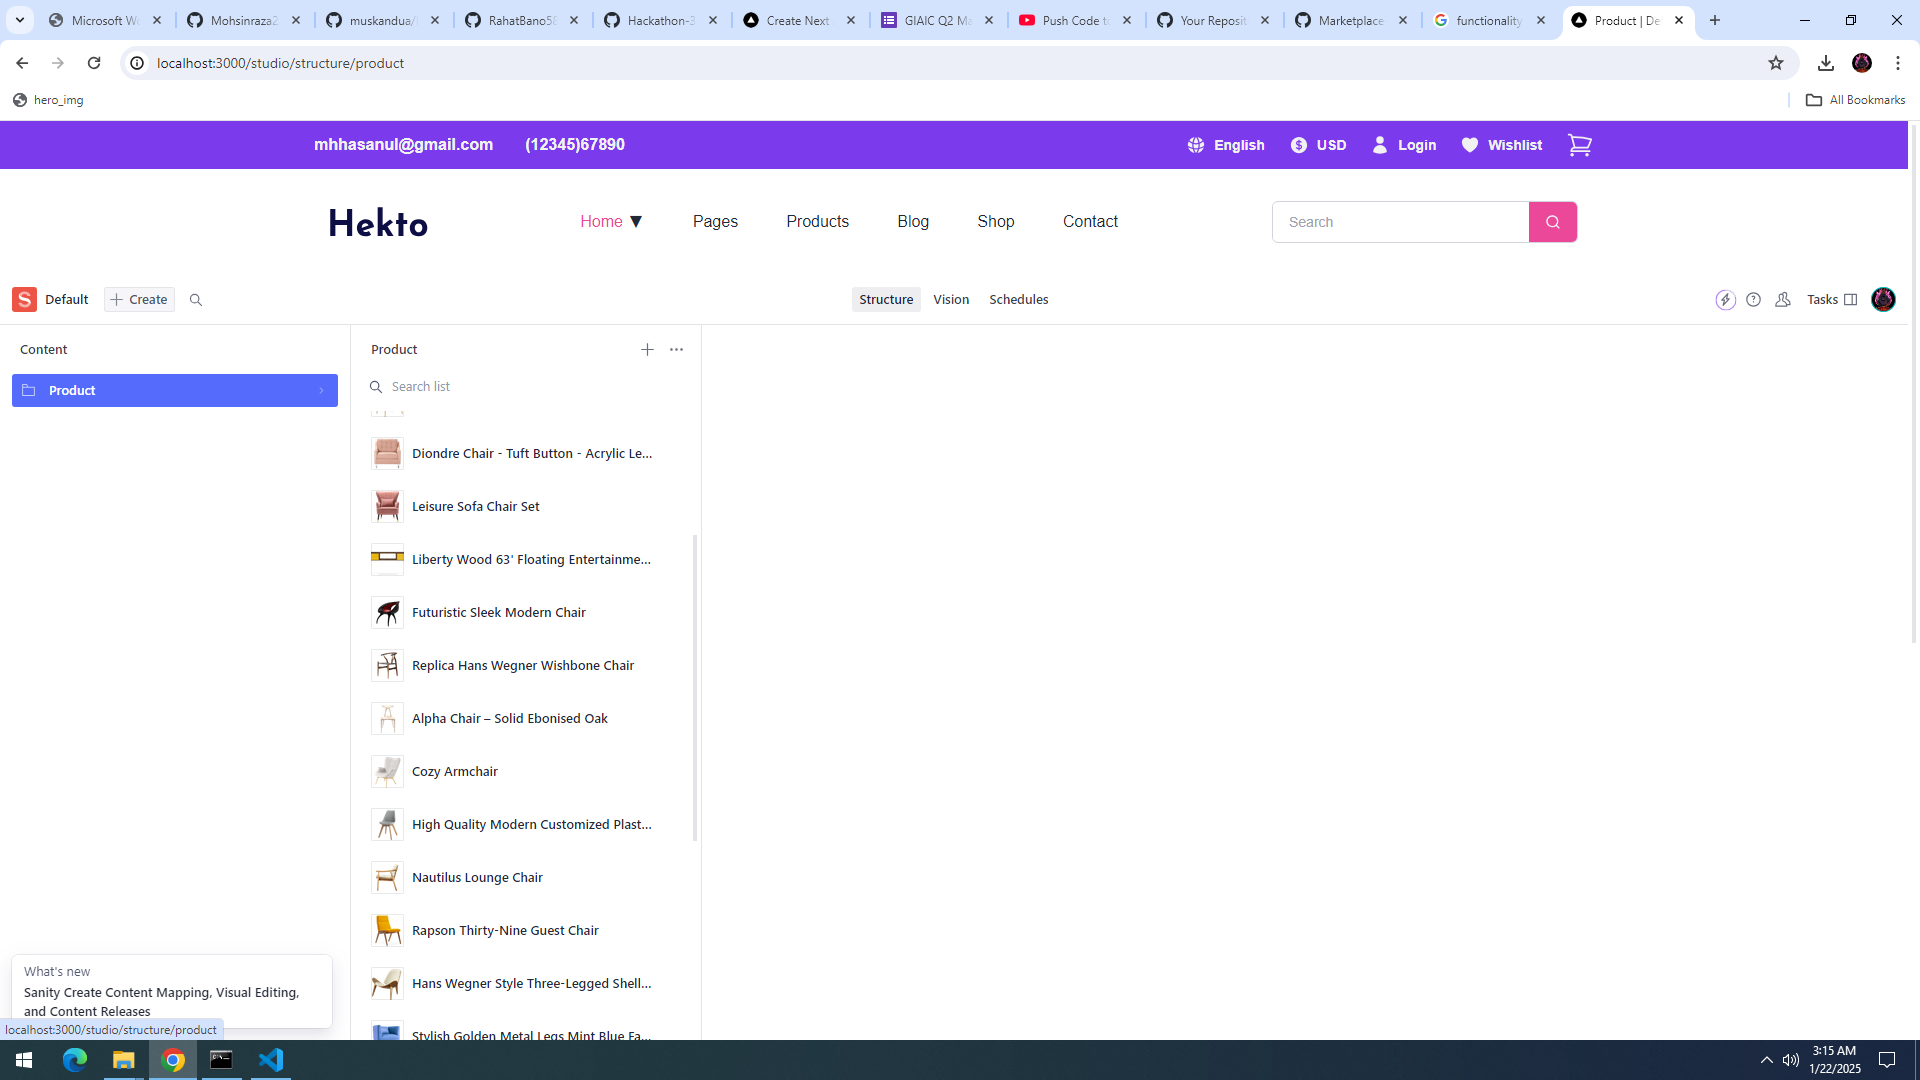 Microsoft Wo
Mohsinraza2
muskandua/
RahatBano58
Hackathon-3
Create Next
GIAIC Q2 Ma
Push Code to
Your Reposit
Marketplace
functionality
Product | De
localhost:3000/studio/structure/product
hero_img
All Bookmarks
mhhasanul@gmail.com
(12345)67890
English
USD
Login
Wishlist
Hekto
Home ▼
Pages
Products
Blog
Shop
Contact
Search
S
Default
Create
Structure
Vision
Schedules
Tasks
Content
Product
Product
Search list
Diondre Chair - Tuft Button - Acrylic Le...
Leisure Sofa Chair Set
Liberty Wood 63' Floating Entertainme...
Futuristic Sleek Modern Chair
Replica Hans Wegner Wishbone Chair
Alpha Chair – Solid Ebonised Oak
Cozy Armchair
High Quality Modern Customized Plast...
Nautilus Lounge Chair
Rapson Thirty-Nine Guest Chair
Hans Wegner Style Three-Legged Shell...
Stylish Golden Metal Legs Mint Blue Fa...
What's new
Sanity Create Content Mapping, Visual Editing,
and Content Releases
localhost:3000/studio/structure/product
3:15 AM
1/22/2025